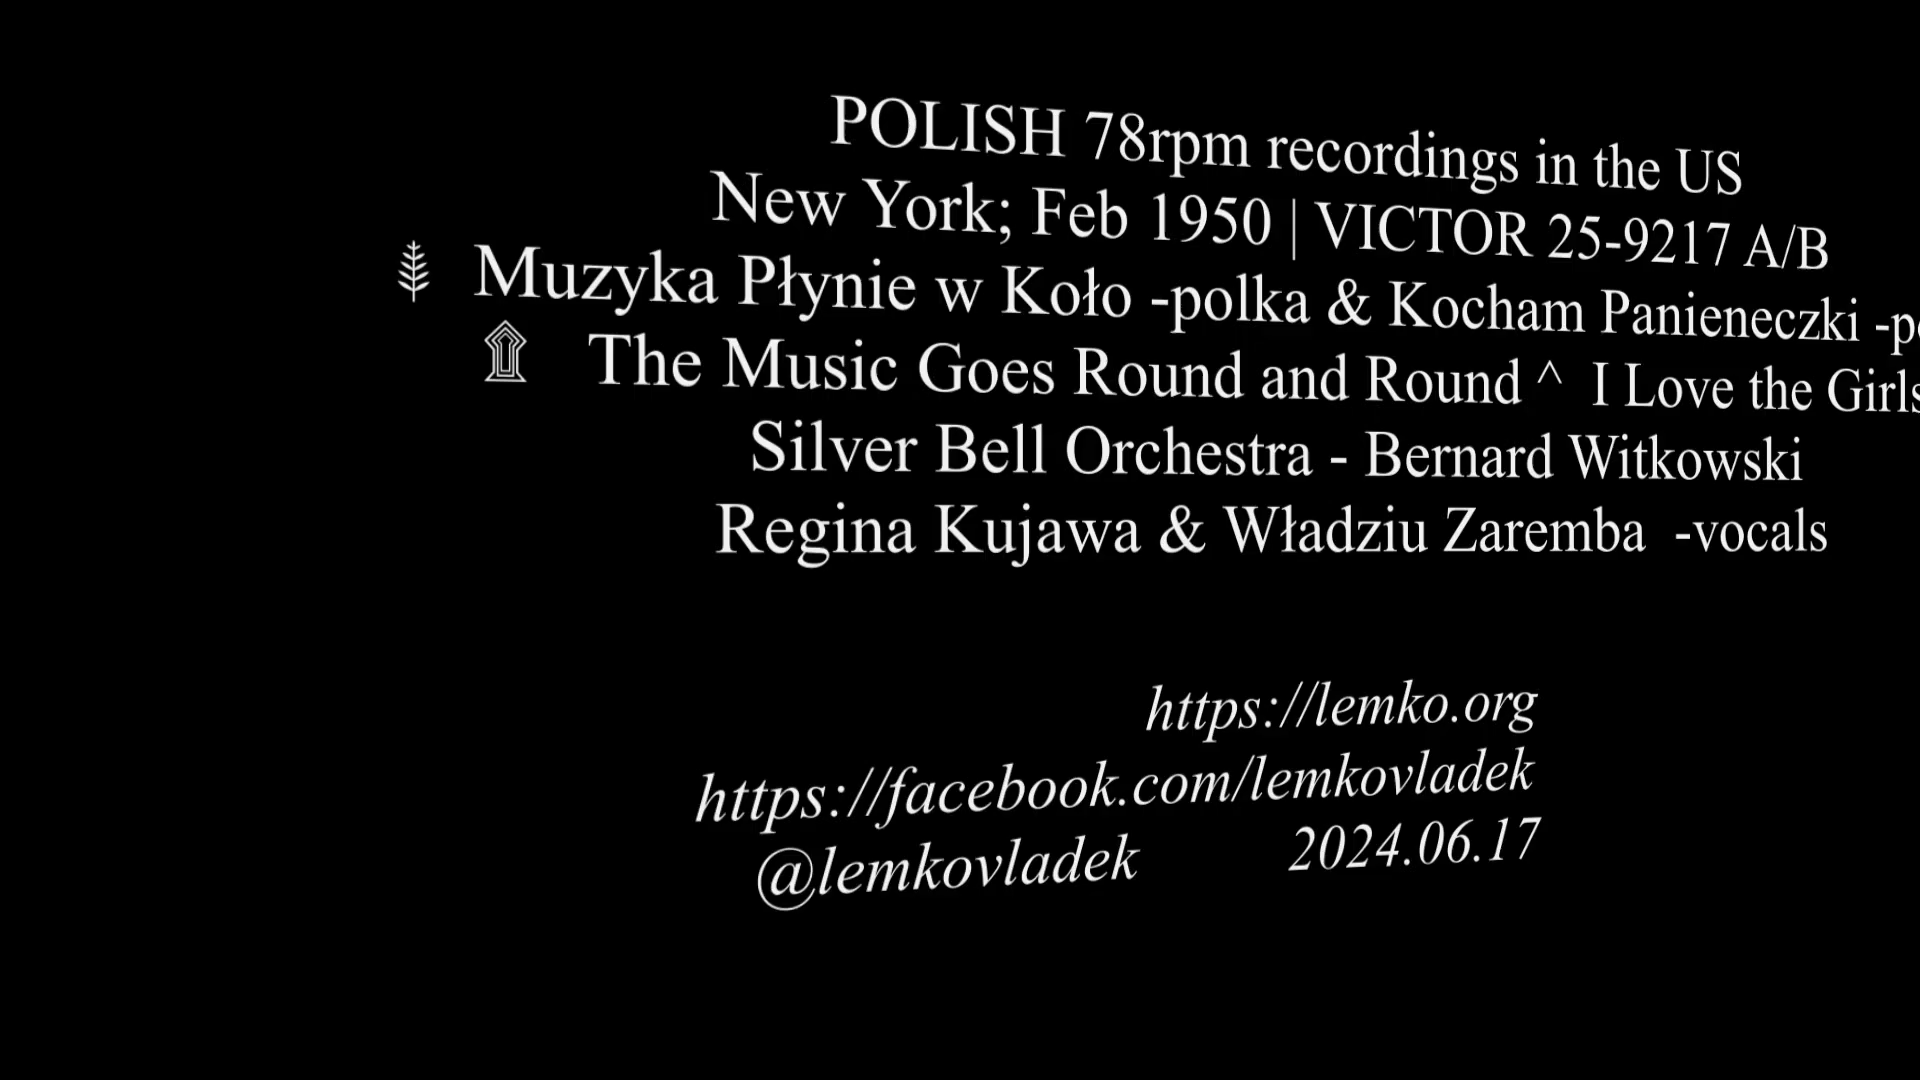 POLISH 78rpm recordings in the US
New York; Feb 1950 | VICTOR 25-9217 A/B
Muzyka Płynie w Koło -polka & Kocham Panieneczki
The Music Goes Round and Round ^ I Love the Girls
Silver Bell Orchestra - Bernard Witkowski
Regina Kujawa & Władziu Zaremba -vocals
https://lemko.org
https://facebook.com/lemkovladek
@lemkovladek 2024.06.17